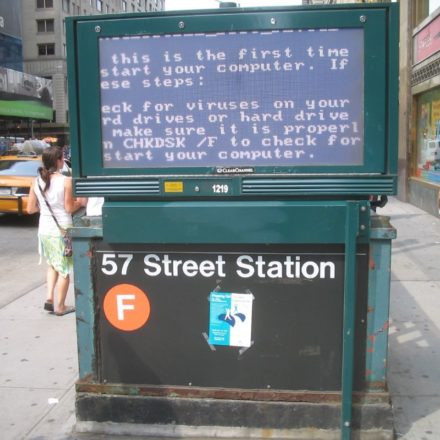 this is the first time
start your computer. If
ese steps:
eck for viruses on your
rd drives or hard drive
make sure it is properl
n CHKDSK /F to check for
start your computer.
CLEARCHANNEL
1219
57 Street Station
F